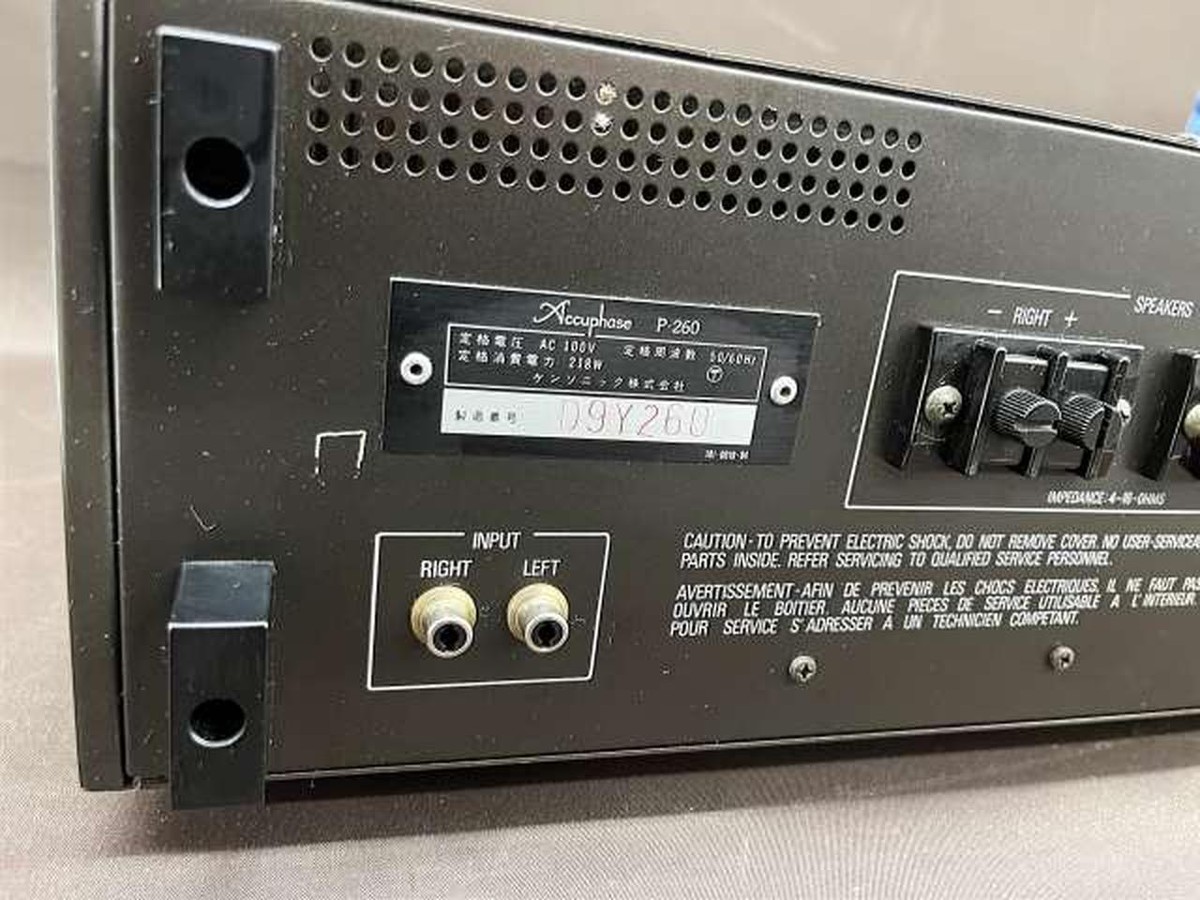 Accuphase P-260
定格電圧 AC 100V 定格周波数 50/60Hz
定格消費電力 218W
ケンソニック株式会社
製造番号 D9Y260
SPEAKERS
− RIGHT +
IMPEDANCE: 4-16-OHMS
INPUT
RIGHT LEFT
CAUTION - TO PREVENT ELECTRIC SHOCK, DO NOT REMOVE COVER. NO
PARTS INSIDE. REFER SERVICING TO QUALIFIED SERVICE PERSONNEL.
AVERTISSEMENT - AFIN DE PREVENIR LES CHOCS ELECTRIQUES, IL NE FAUT PAS
OUVRIR LE BOITIER. AUCUNE PIECES DE SERVICE UTILISABLE A L'INTERIEUR
POUR SERVICE S'ADRESSER A UN TECHNICIEN COMPETANT.